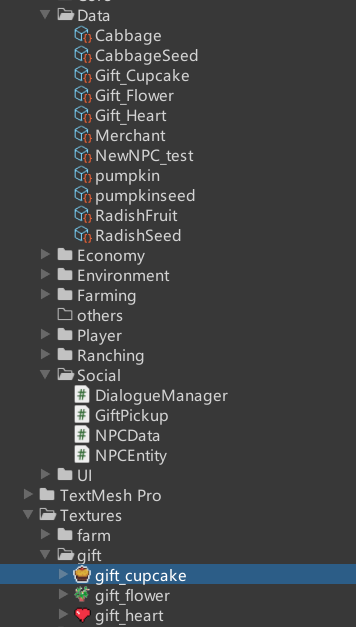 Data
Cabbage
CabbageSeed
Gift_Cupcake
Gift_Flower
Gift_Heart
Merchant
NewNPC_test
pumpkin
pumpkinseed
RadishFruit
RadishSeed
Economy
Environment
Farming
others
Player
Ranching
Social
DialogueManager
GiftPickup
NPCData
NPCEntity
UI
TextMesh Pro
Textures
farm
gift
gift_cupcake
gift_flower
gift_heart